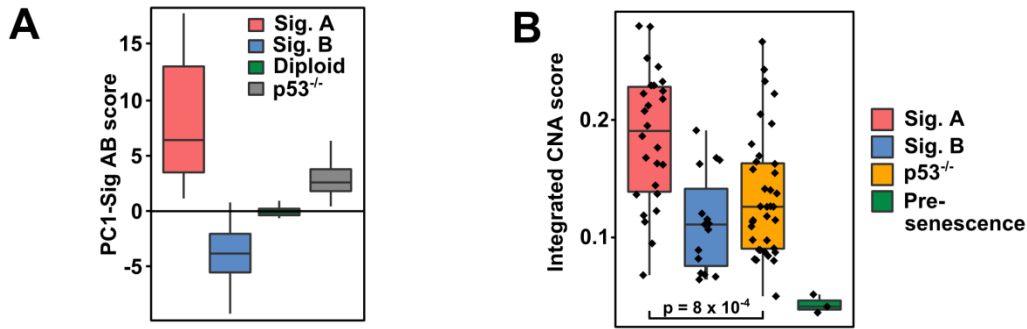 A
PC1-Sig AB score
15
10
5
0
-5
Sig. A
Sig. B
Diploid
p53-/-
B
Integrated CNA score
0.2
0.1
p = 8 x 10-4
Sig. A
Sig. B
p53-/-
Pre-
senescence